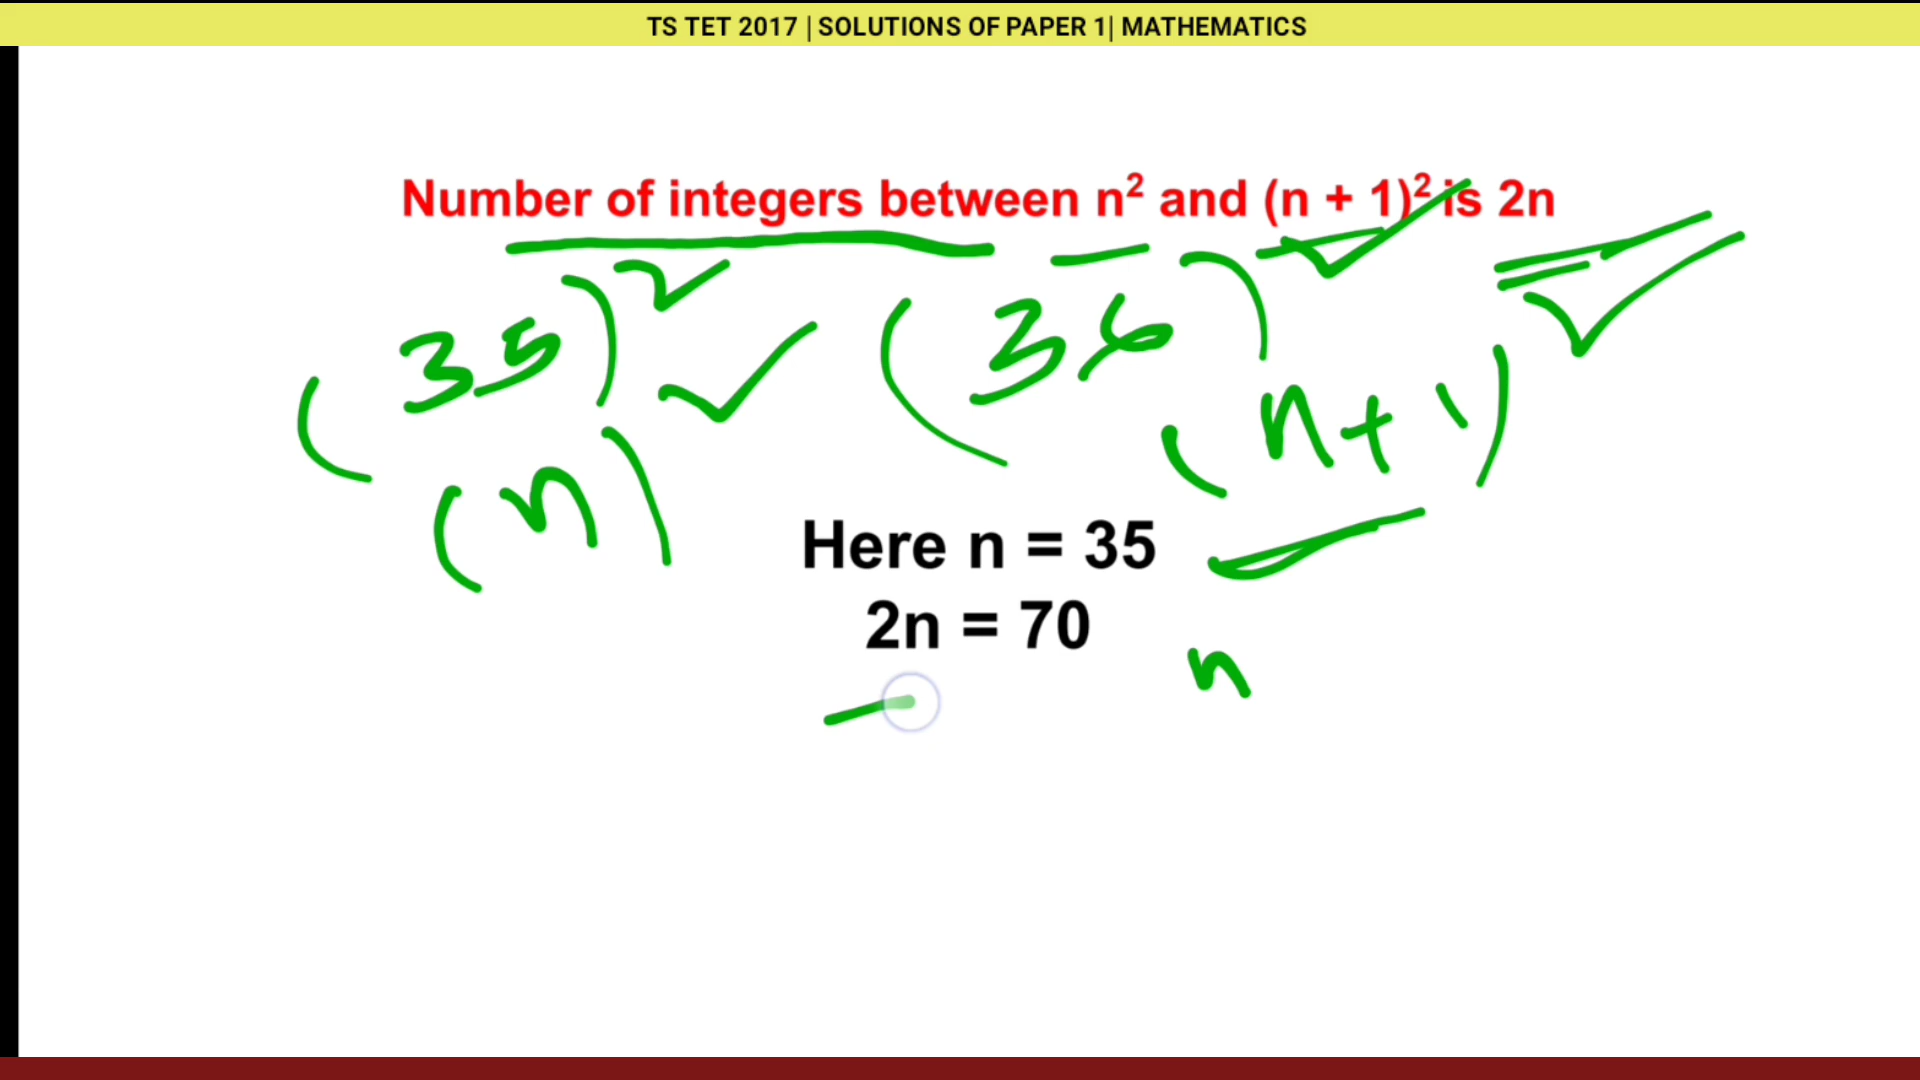 TS TET 2017 | SOLUTIONS OF PAPER 1| MATHEMATICS
Number of integers between n² and (n + 1)² is 2n
(35)² (36)
(n) (n+1)
Here n = 35
2n = 70
n